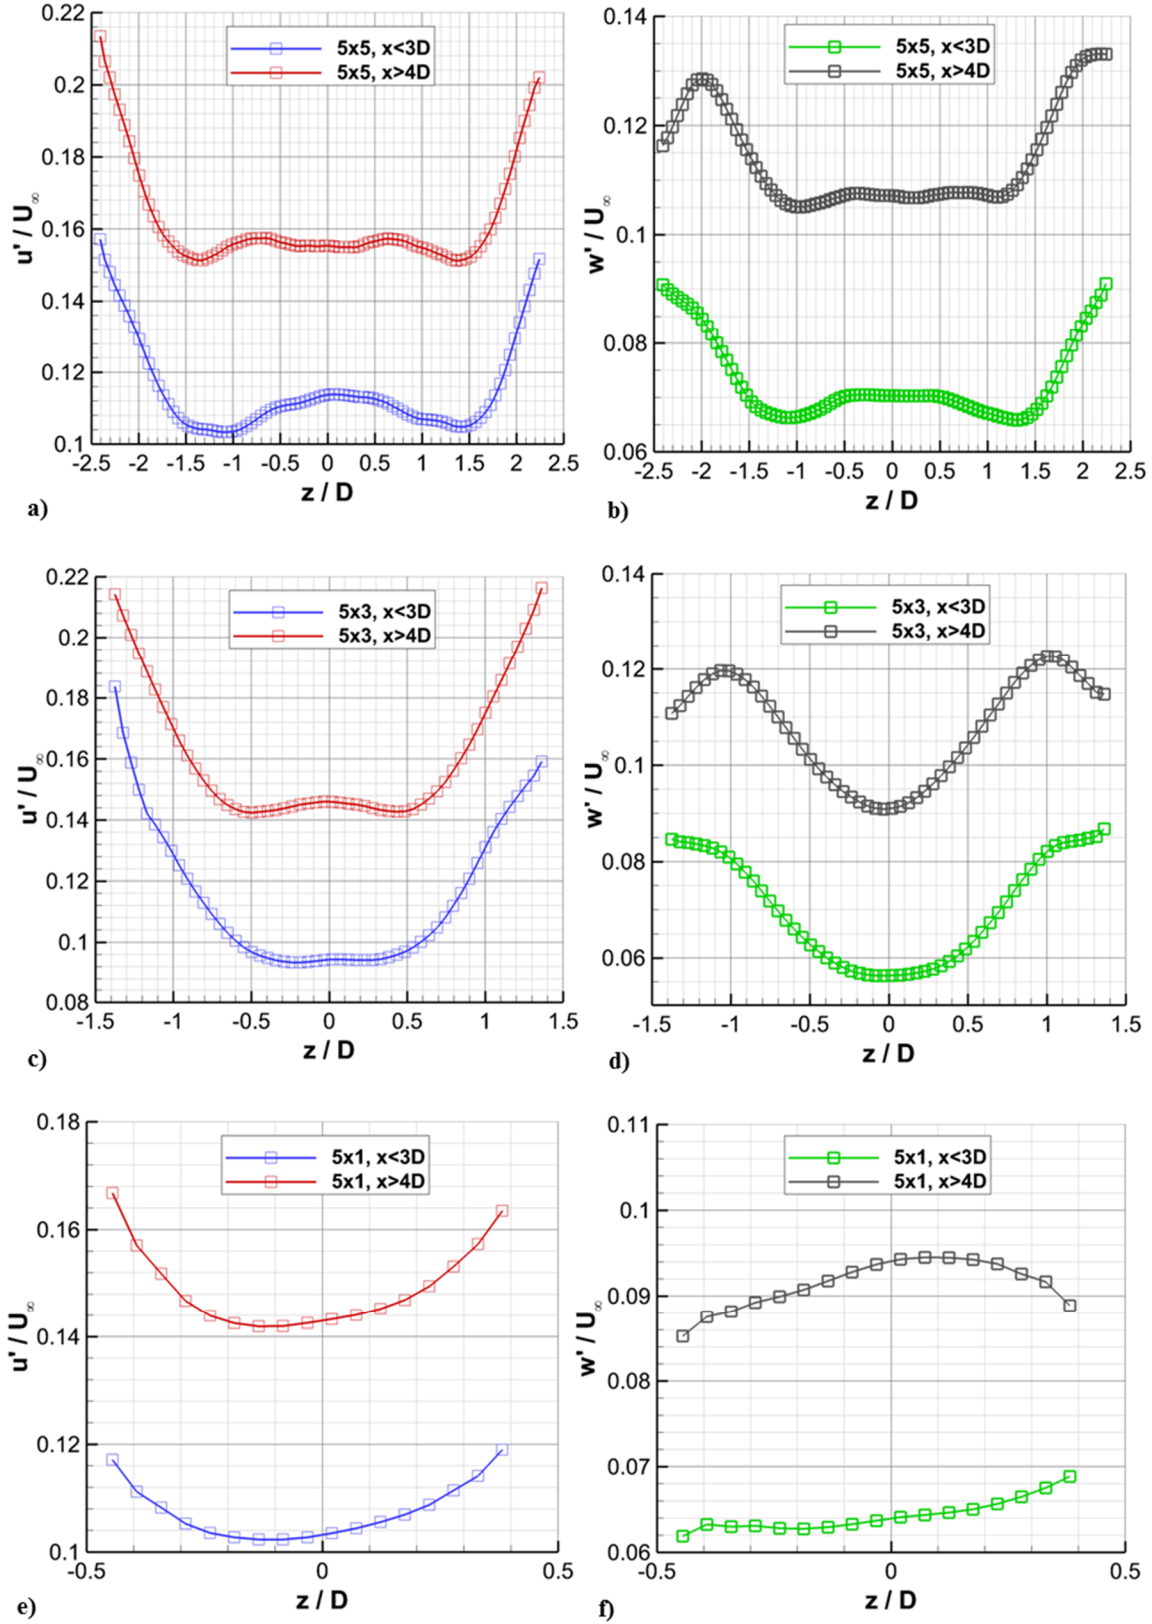 0.22
0.2
0.18
0.16
0.14
0.12
0.1
u' / U∞
5x5, x<3D
5x5, x>4D
-2.5 -2 -1.5 -1 -0.5 0 0.5 1 1.5 2 2.5
z / D
a)
0.14
0.12
0.1
0.08
0.06
w' / U∞
5x5, x<3D
5x5, x>4D
-2.5 -2 -1.5 -1 -0.5 0 0.5 1 1.5 2 2.5
z / D
b)
0.22
0.2
0.18
0.16
0.14
0.12
0.1
0.08
u' / U∞
5x3, x<3D
5x3, x>4D
-1.5 -1 -0.5 0 0.5 1 1.5
z / D
c)
0.14
0.12
0.1
0.08
0.06
w' / U∞
5x3, x<3D
5x3, x>4D
-1.5 -1 -0.5 0 0.5 1 1.5
z / D
d)
0.18
0.16
0.14
0.12
0.1
u' / U∞
5x1, x<3D
5x1, x>4D
-0.5 0 0.5
z / D
e)
0.11
0.1
0.09
0.08
0.07
0.06
w' / U∞
5x1, x<3D
5x1, x>4D
-0.5 0 0.5
z / D
f)